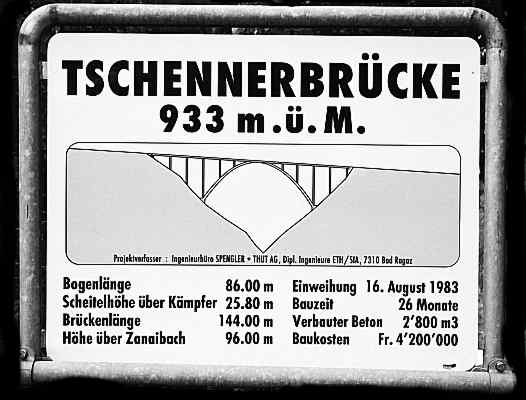 TSCHENNERBRÜCKE
933 m.ü.M.
Projektverfasser : Ingenieurbüro SPENGLER • THUT AG, Dipl. Ingenieure ETH/SIA, 7310 Bad Ragaz
Bogenlänge 86.00 m Einweihung 16. August 1983
Scheitelhöhe über Kämpfer 25.80 m Bauzeit 26 Monate
Brückenlänge 144.00 m Verbauter Beton 2'800 m3
Höhe über Zanaibach 96.00 m Baukosten Fr. 4'200'000